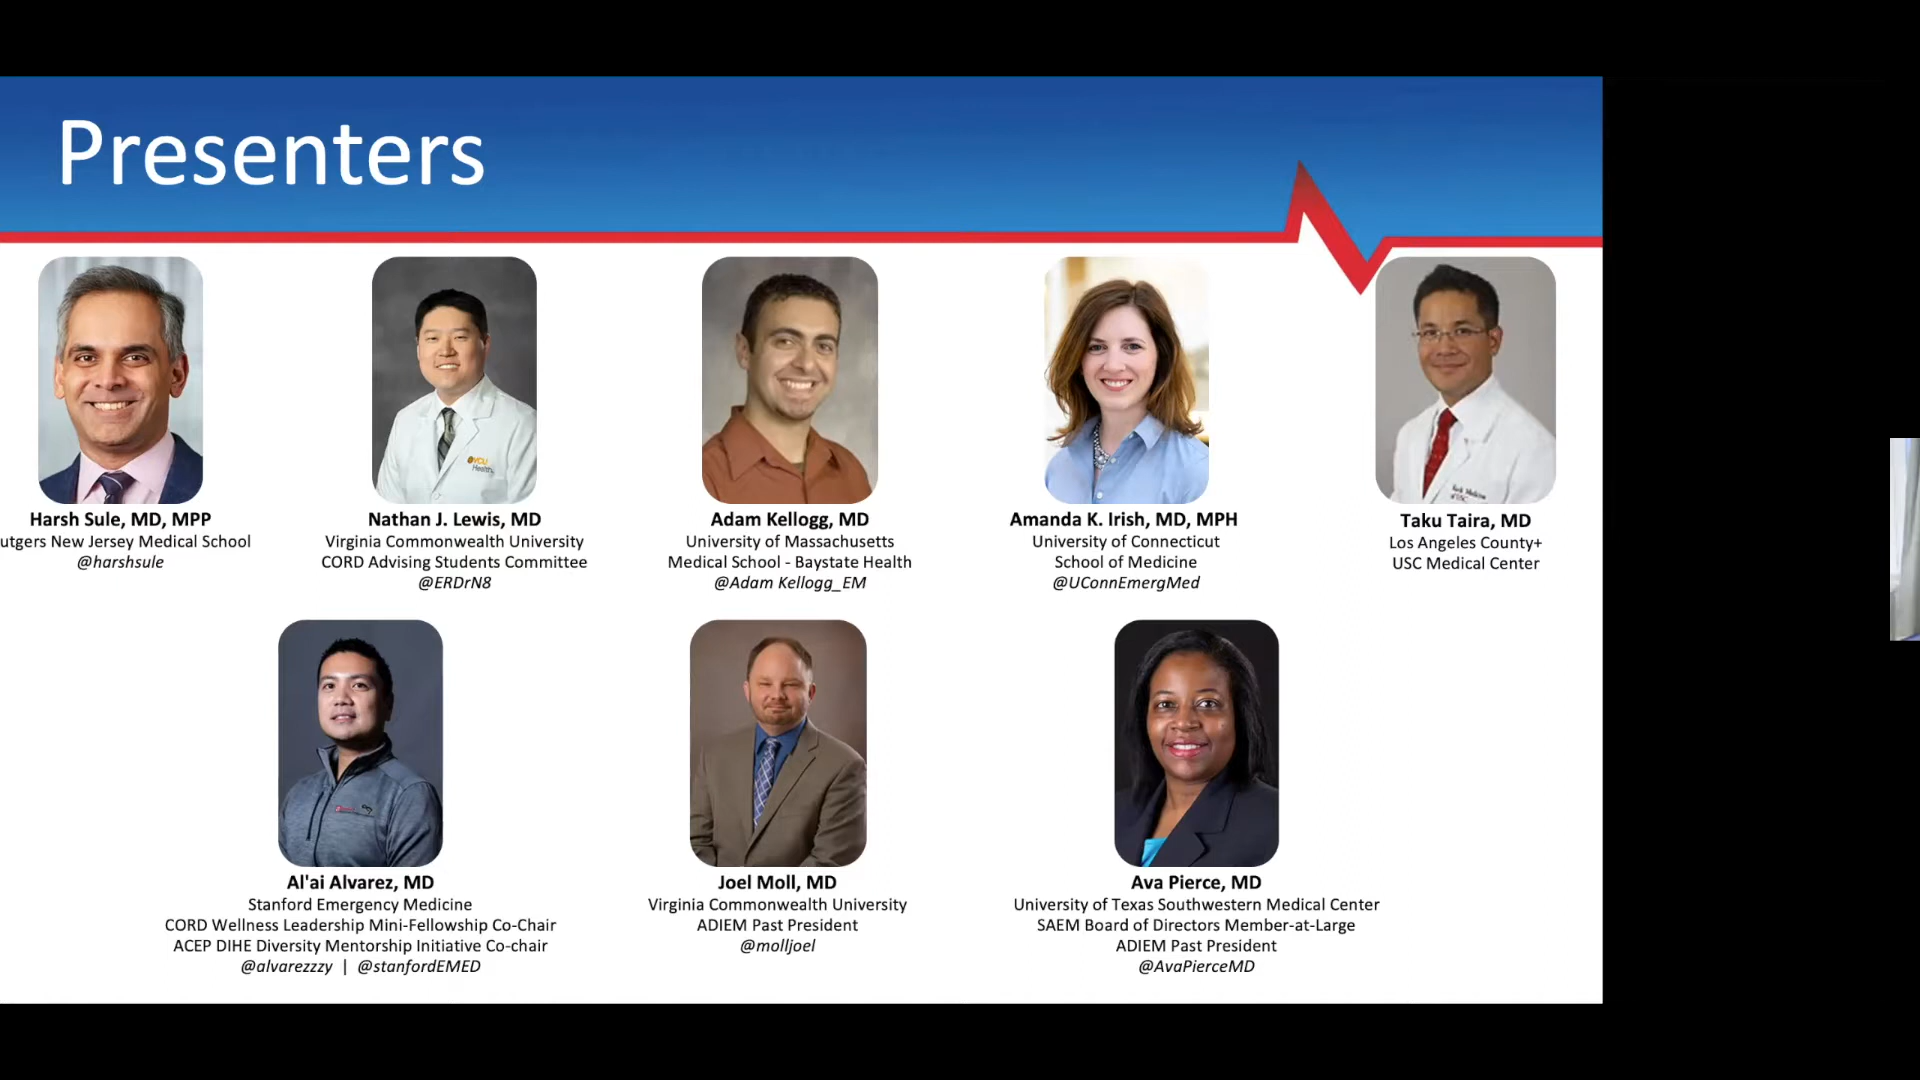 Presenters
Harsh Sule, MD, MPP
utgers New Jersey Medical School
@harshsule
VCU
Health
Nathan J. Lewis, MD
Virginia Commonwealth University
CORD Advising Students Committee
@ERDrN8
Adam Kellogg, MD
University of Massachusetts
Medical School - Baystate Health
@Adam Kellogg_EM
Amanda K. Irish, MD, MPH
University of Connecticut
School of Medicine
@UConnEmergMed
Taku Taira, MD
Los Angeles County+
USC Medical Center
Al'ai Alvarez, MD
Stanford Emergency Medicine
CORD Wellness Leadership Mini-Fellowship Co-Chair
ACEP DIHE Diversity Mentorship Initiative Co-chair
@alvarezzzy | @stanfordEMED
Joel Moll, MD
Virginia Commonwealth University
ADIEM Past President
@molljoel
Ava Pierce, MD
University of Texas Southwestern Medical Center
SAEM Board of Directors Member-at-Large
ADIEM Past President
@AvaPierceMD